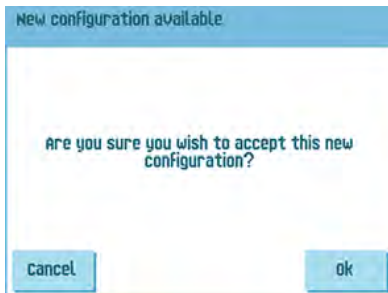 New configuration available
Are you sure you wish to accept this new
configuration?
Cancel
Ok